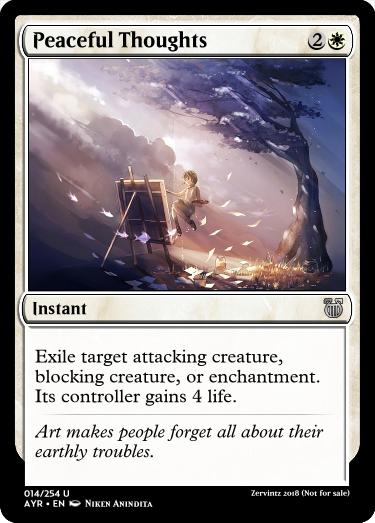 Peaceful Thoughts 2
Instant
Exile target attacking creature,
blocking creature, or enchantment.
Its controller gains 4 life.
Art makes people forget all about their
earthly troubles.
014/254 U
AYR • EN Niken Anindita
Zervintz 2018 (Not for sale)